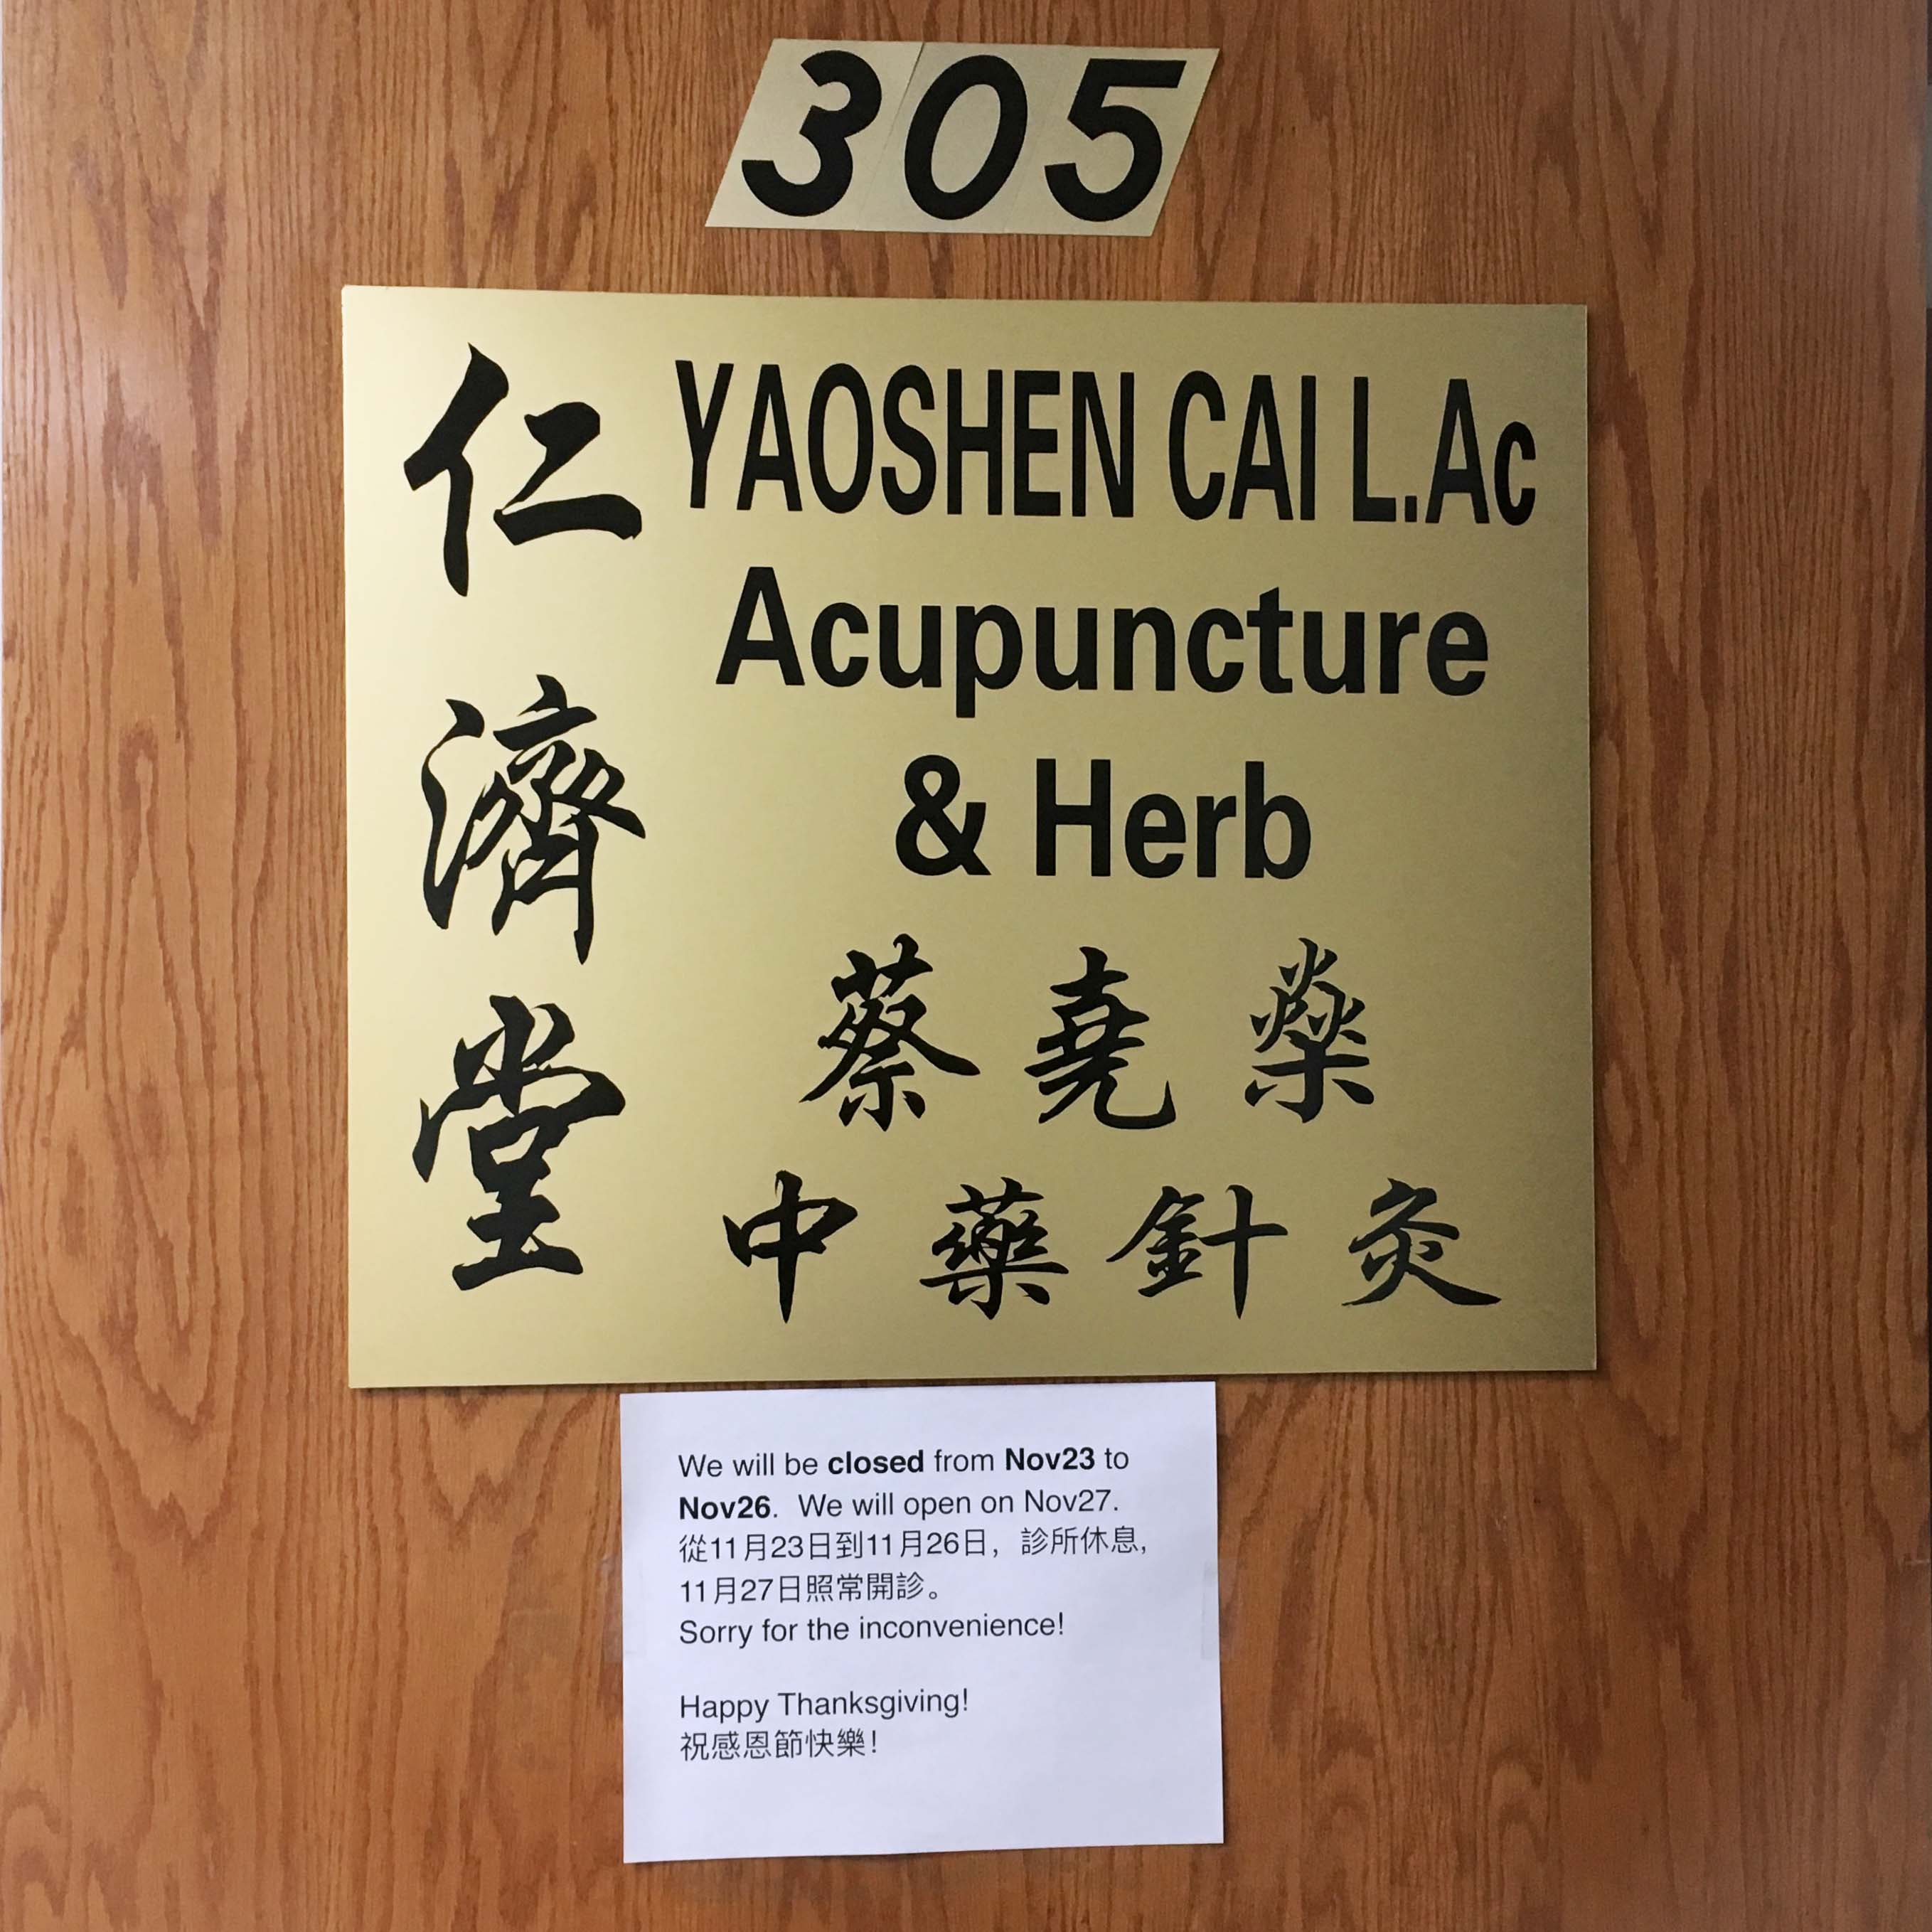 305
仁濟堂
YAOSHEN CAI L.Ac
Acupuncture
& Herb
蔡堯燊
中藥針灸
We will be closed from Nov23 to
Nov26. We will open on Nov27.
從11月23日到11月26日，診所休息，
11月27日照常開診。
Sorry for the inconvenience!
Happy Thanksgiving!
祝感恩節快樂！